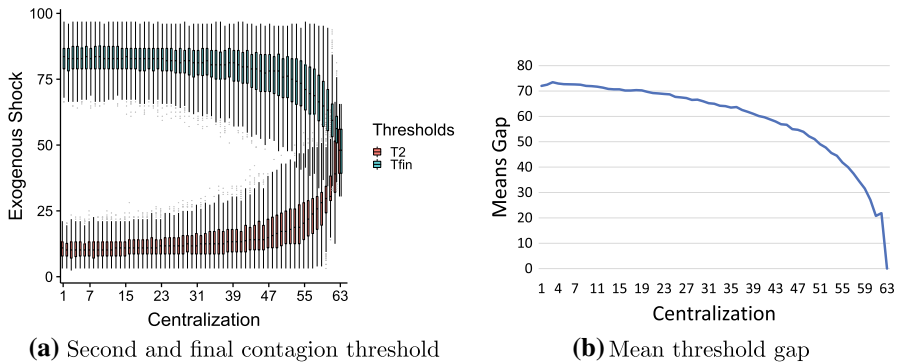 100
75
50
25
0
Exogenous Shock
1 7 15 23 31 39 47 55 63
Centralization
Thresholds
T2
Tfin
(a) Second and final contagion threshold
80
70
60
50
40
30
20
10
0
Means Gap
1 4 7 11 15 19 23 27 31 35 39 43 47 51 55 59 63
Centralization
(b) Mean threshold gap